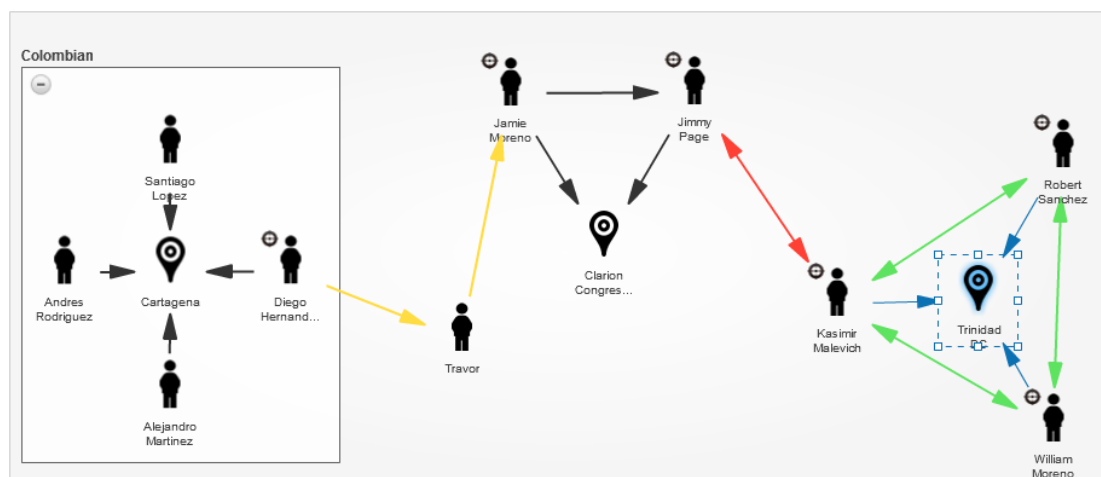 Colombian
Santiago
Lopez
Andres
Rodriguez
Cartagena
Diego
Hernand...
Alejandro
Martinez
Travor
Jamie
Moreno
Jimmy
Page
Clarion
Congres...
Kasimir
Malevich
Robert
Sanchez
Trinidad
DC
William
Moreno